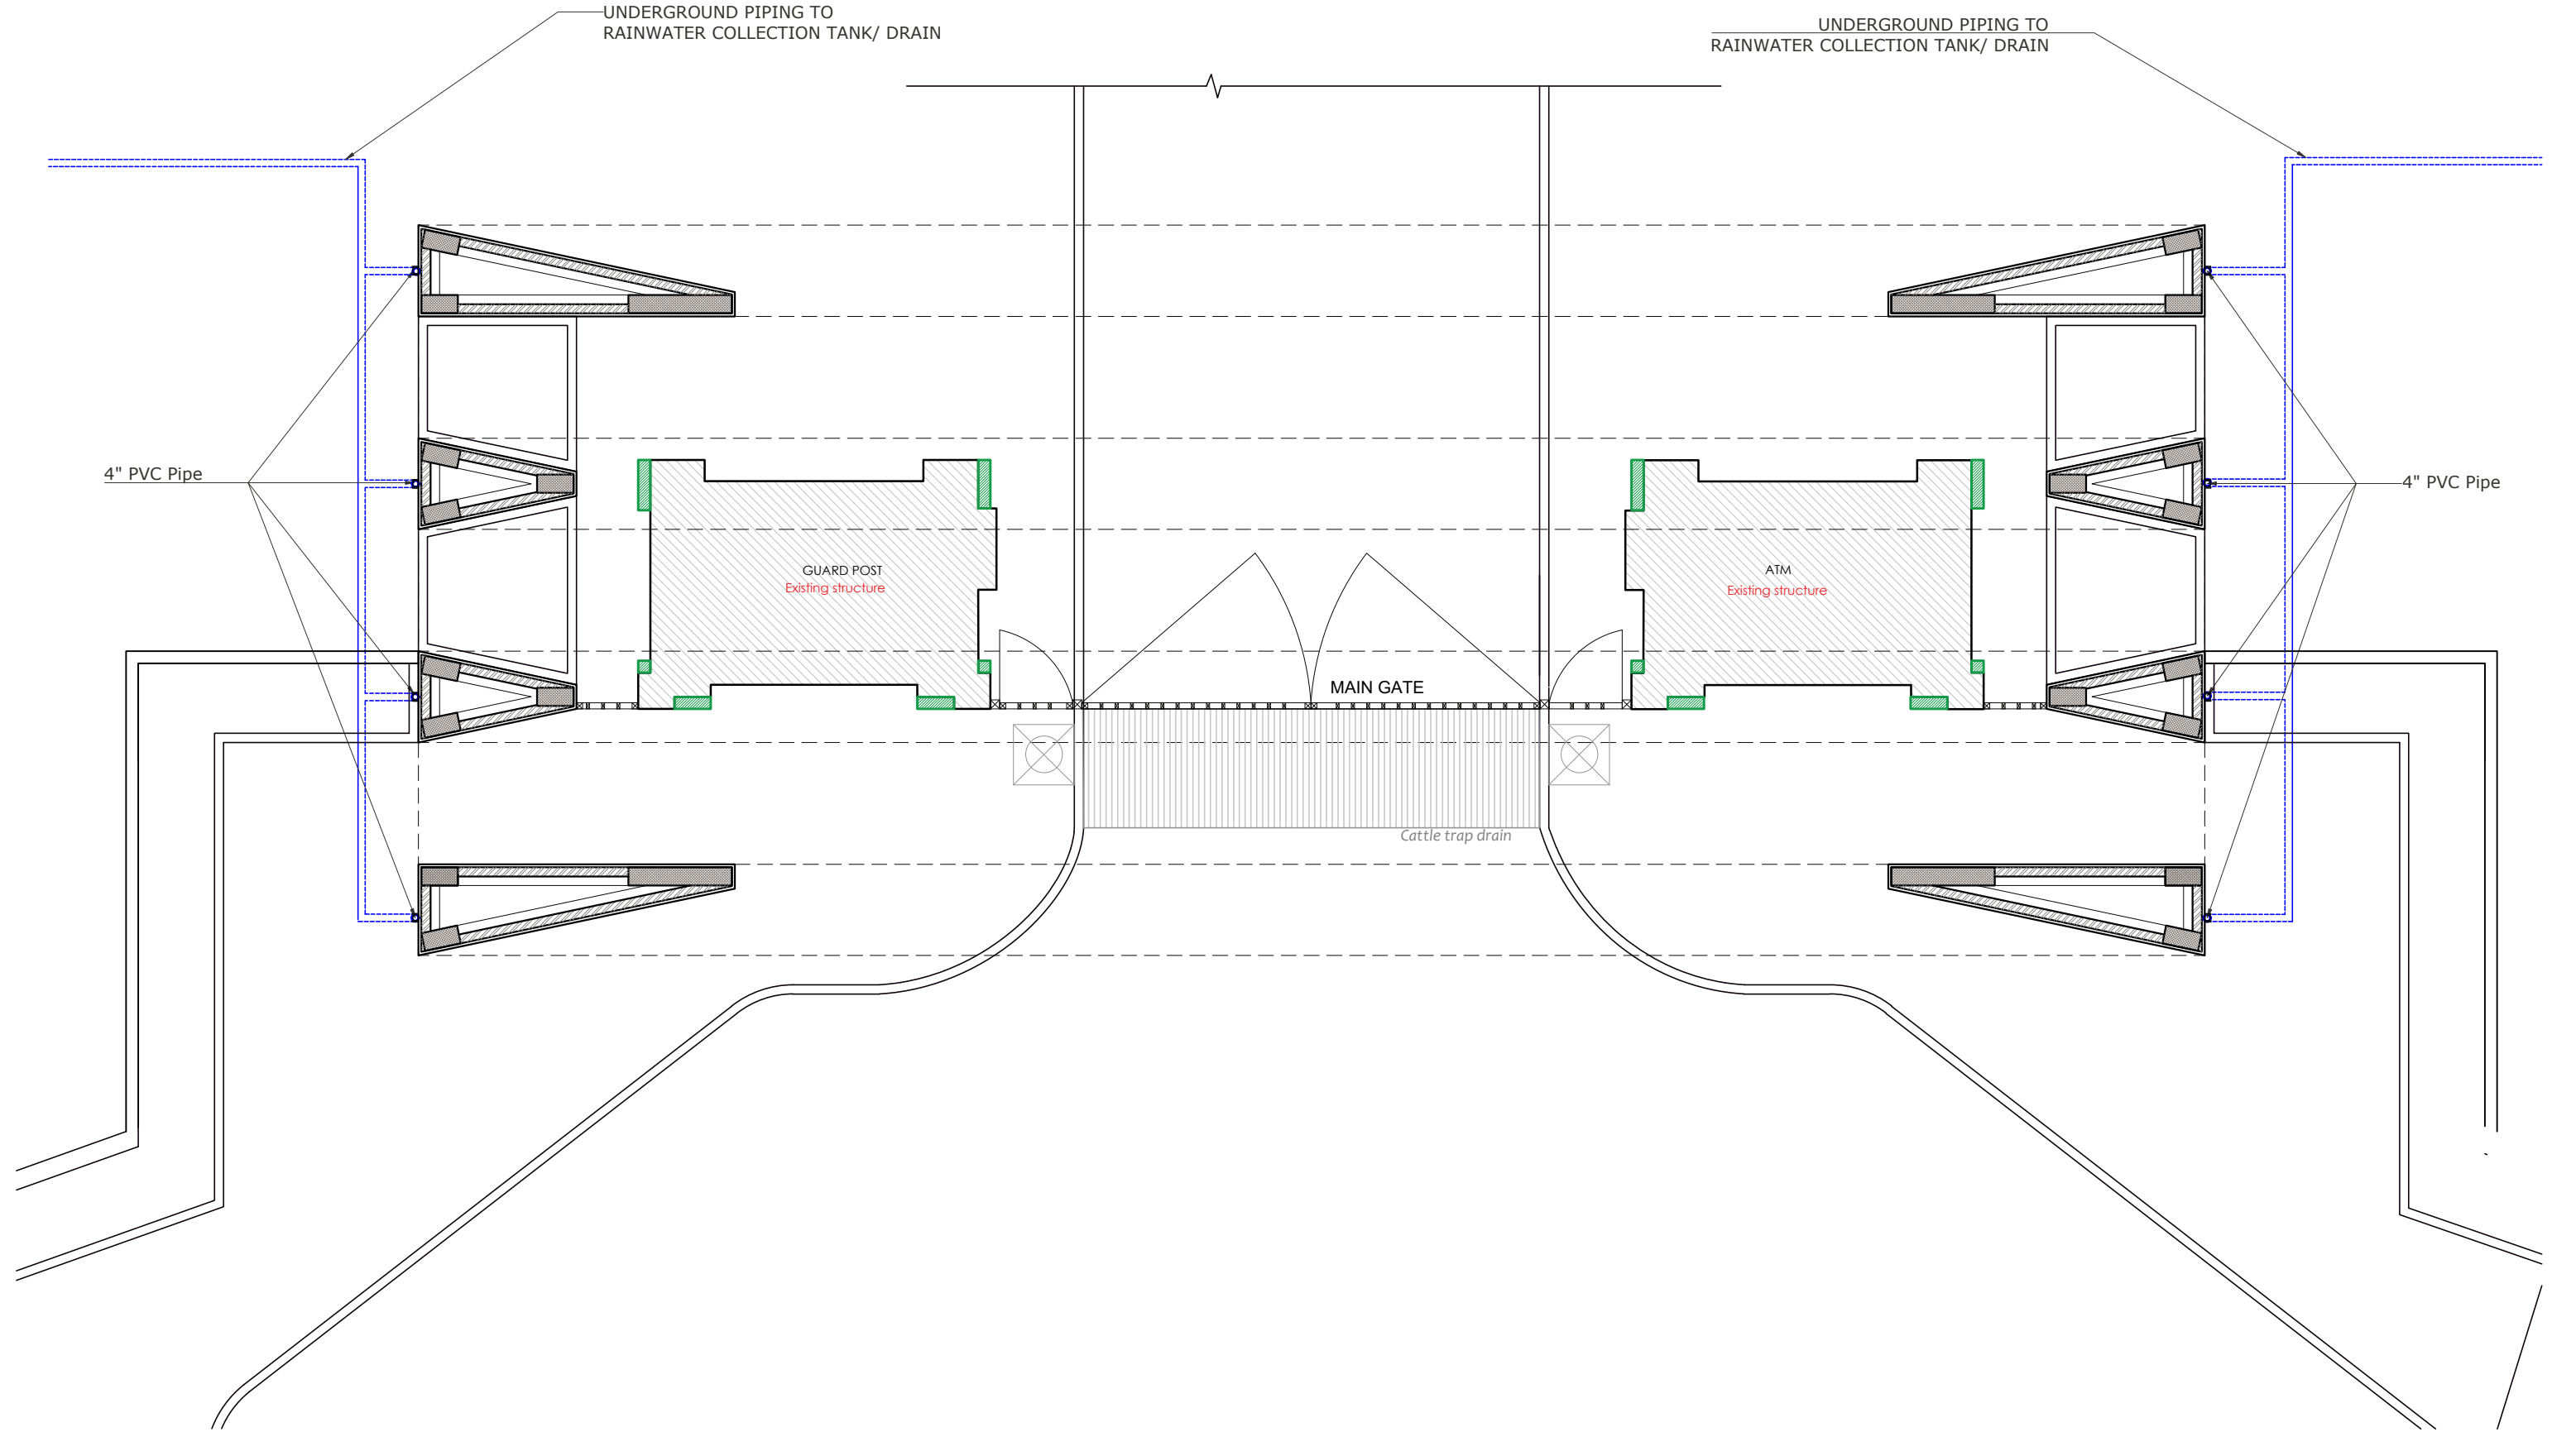 UNDERGROUND PIPING TO
RAINWATER COLLECTION TANK/ DRAIN
UNDERGROUND PIPING TO
RAINWATER COLLECTION TANK/ DRAIN
4" PVC Pipe
4" PVC Pipe
GUARD POST
Existing structure
ATM
Existing structure
MAIN GATE
Cattle trap drain